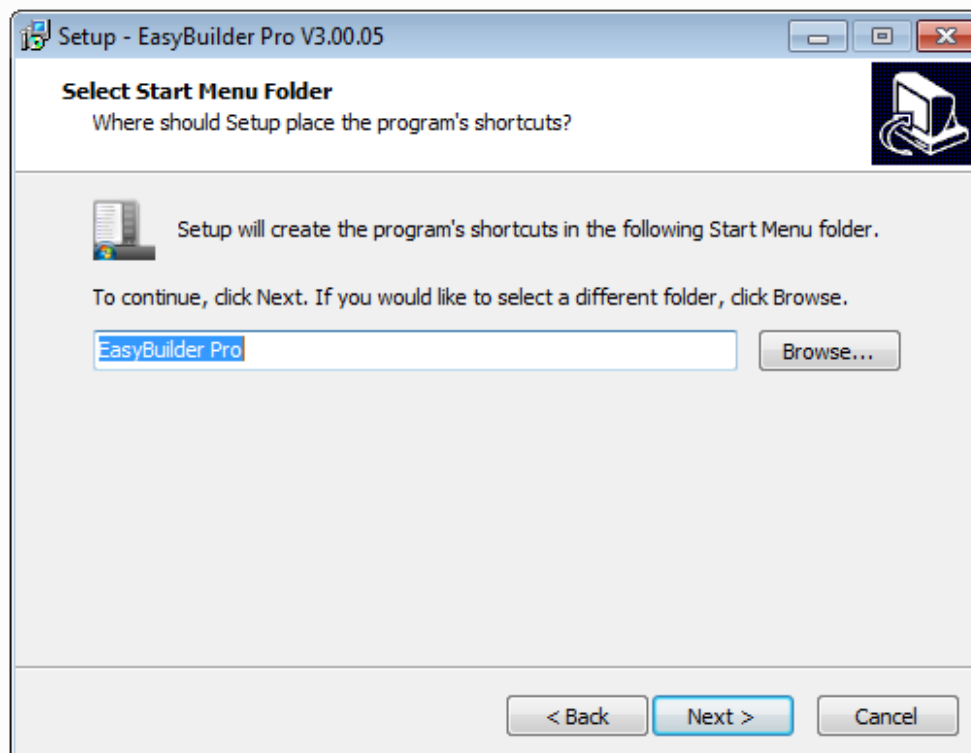 Setup - EasyBuilder Pro V3.00.05
Select Start Menu Folder
Where should Setup place the program's shortcuts?
Setup will create the program's shortcuts in the following Start Menu folder.
To continue, click Next. If you would like to select a different folder, click Browse.
EasyBuilder Pro
Browse...
< Back
Next >
Cancel